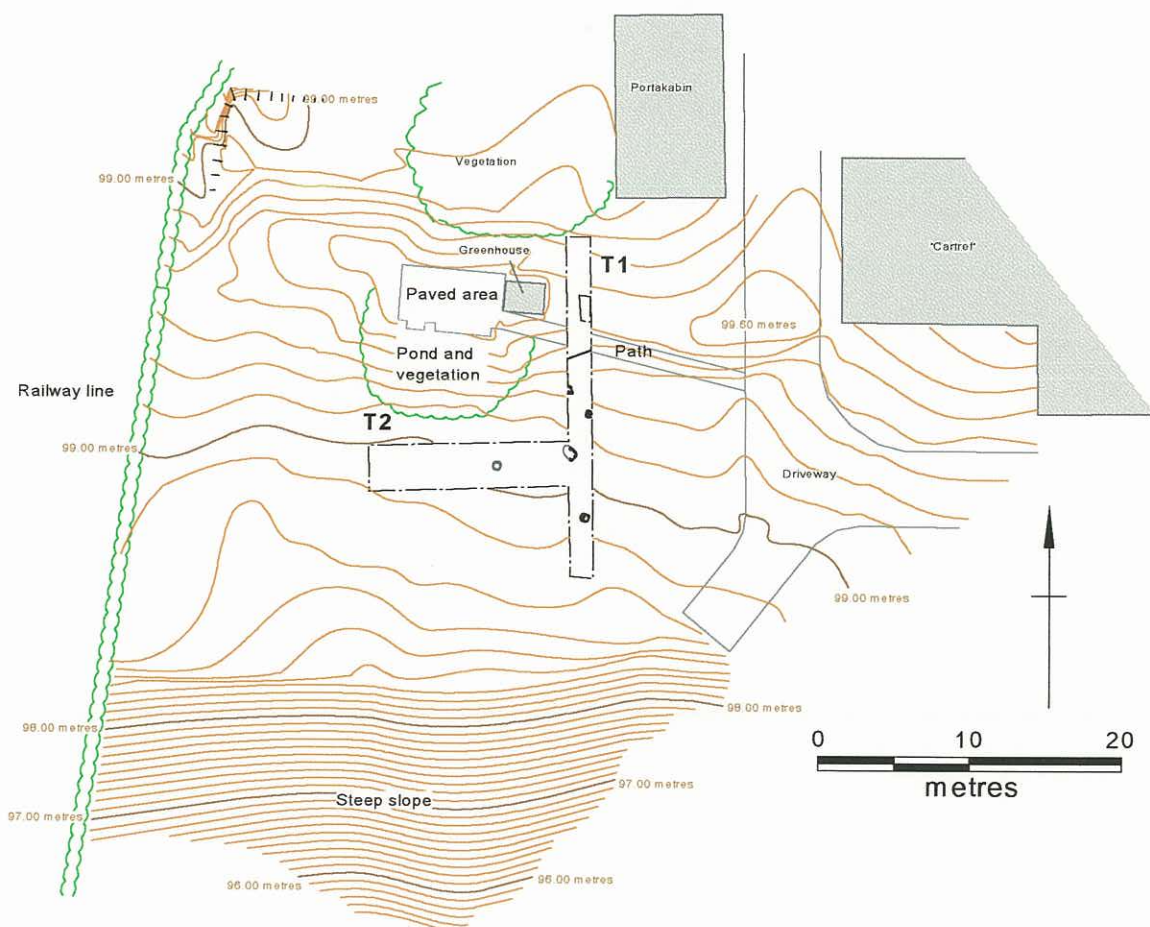 Portakabin
99.00 metres
Vegetation
99.00 metres
"Cartref"
Greenhouse
T1
Paved area
99.60 metres
Path
Pond and
vegetation
Railway line
T2
99.00 metres
Driveway
99.00 metres
98.00 metres
98.00 metres
0 10 20
metres
97.00 metres
Steep slope
97.00 metres
96.00 metres
96.00 metres